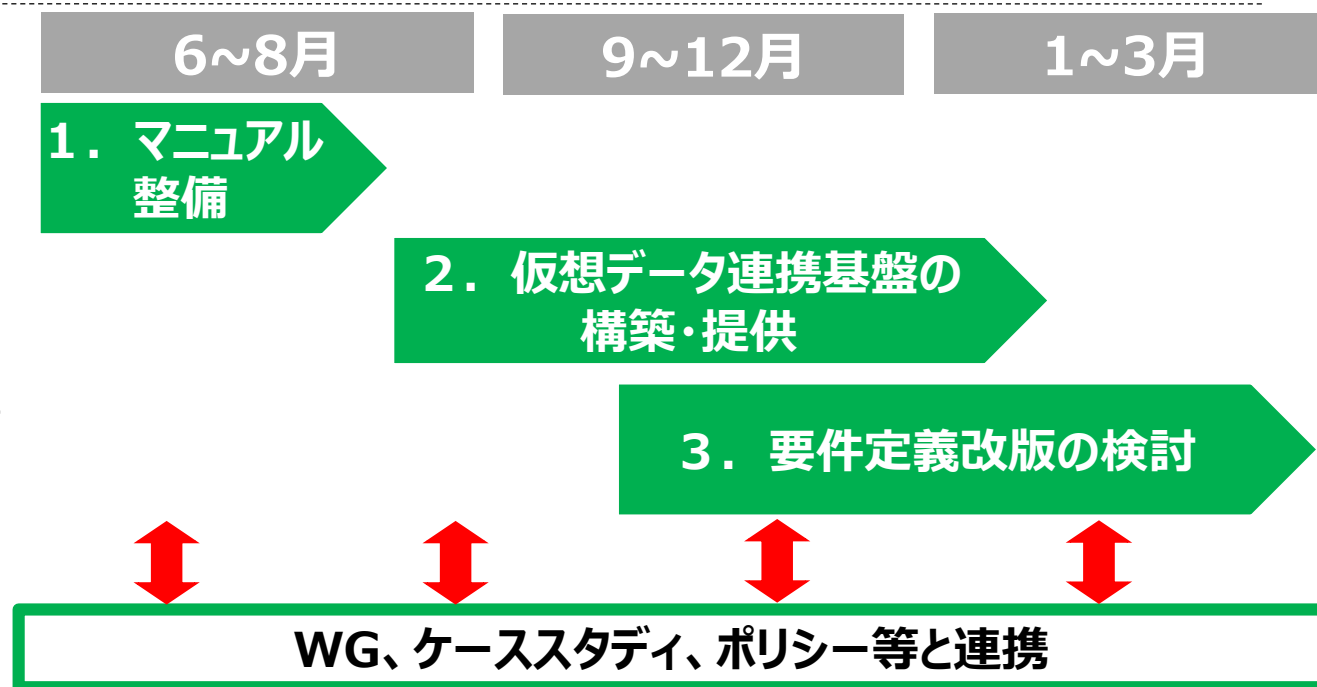 6~8月
9~12月
1~3月
1. マニュアル
整備
2. 仮想データ連携基盤の
構築・提供
3. 要件定義改版の検討
WG、ケーススタディ、ポリシー等と連携